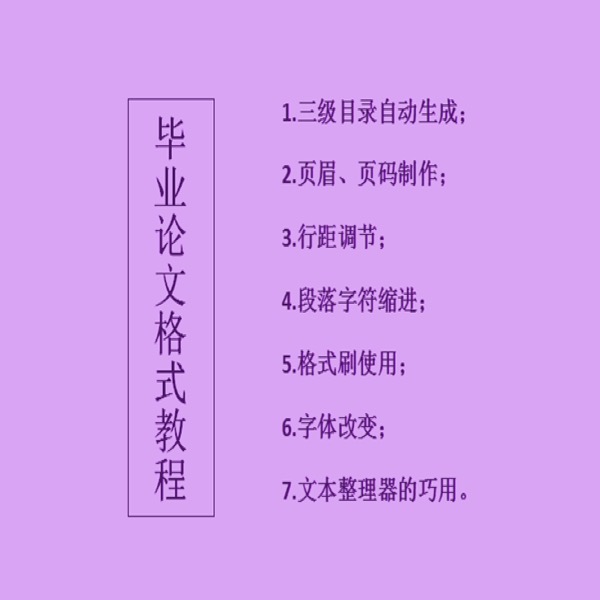 毕业论文格式教程
1.三级目录自动生成；
2.页眉、页码制作；
3.行距调节；
4.段落字符缩进；
5.格式刷使用；
6.字体改变；
7.文本整理器的巧用。